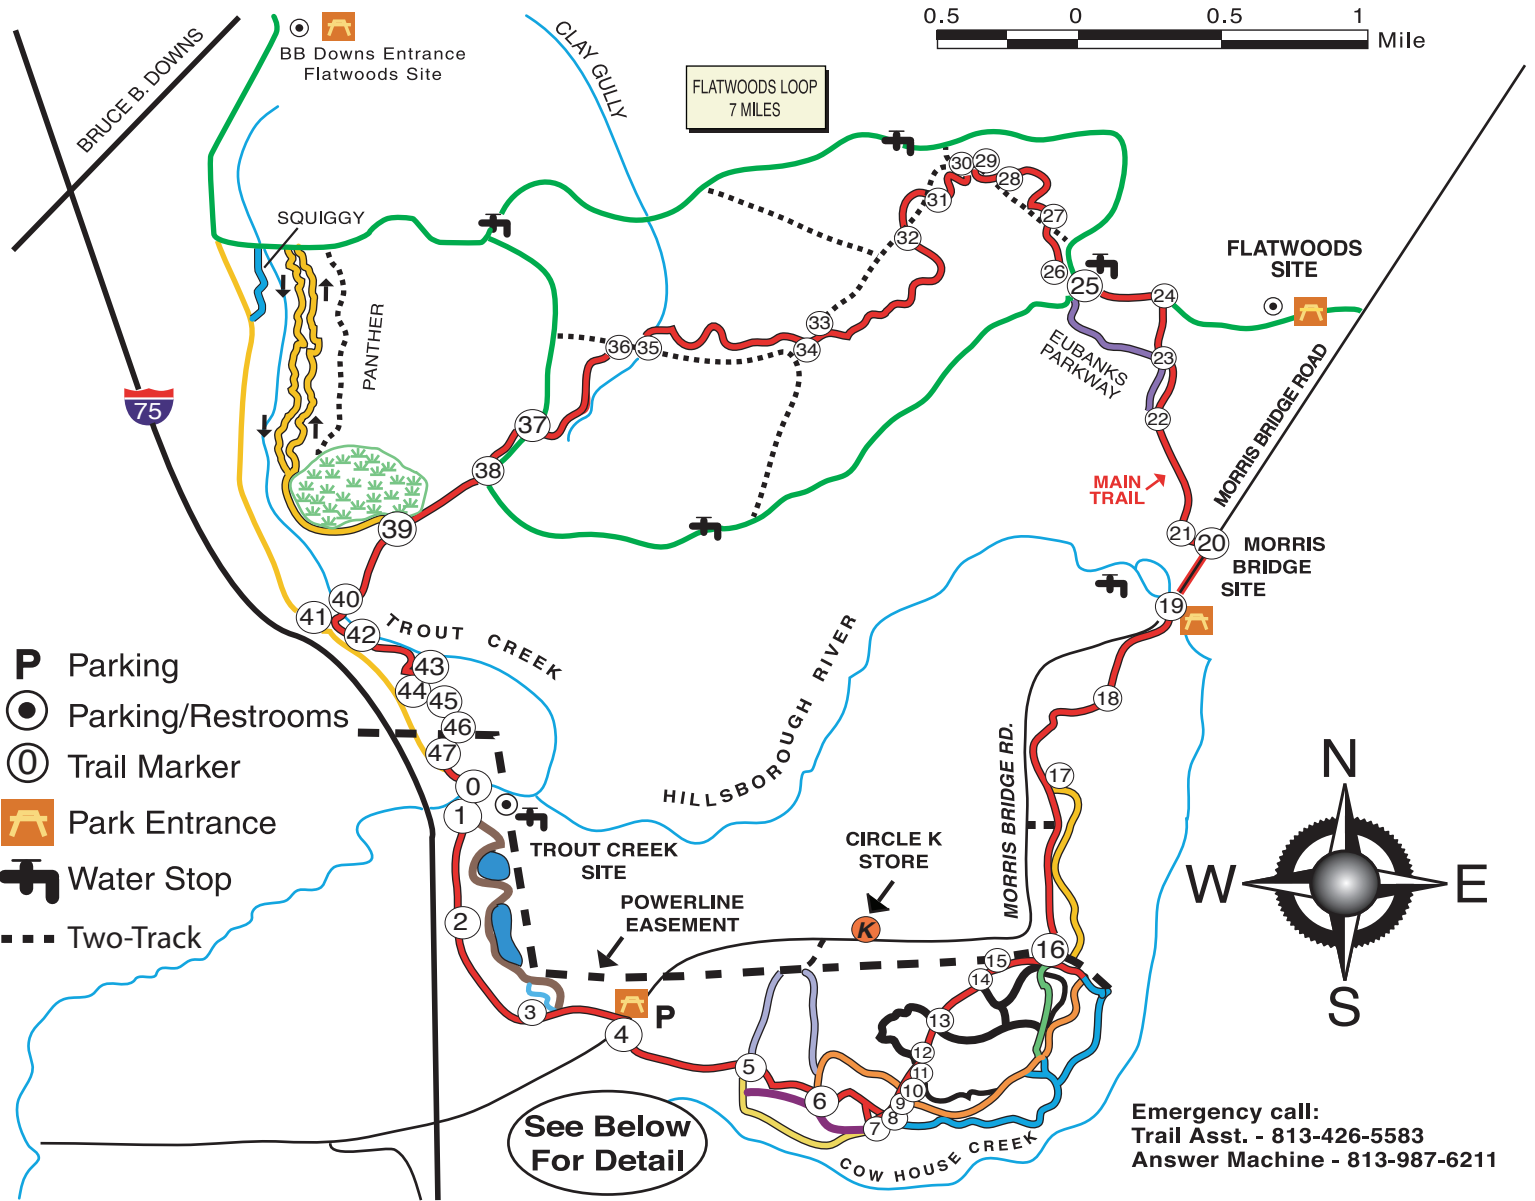 0.5 0 0.5 1
Mile
BRUCE B. DOWNS
BB Downs Entrance
Flatwoods Site
CLAY GULLY
FLATWOODS LOOP
7 MILES
SQUIGGY
PANTHER
75
30 29
28
31
27
32
26
25
24
FLATWOODS
SITE
33
34
36 35
23
EUBANKS
PARKWAY
22
MORRIS BRIDGE ROAD
37
38
MAIN
TRAIL
39
21 20
MORRIS
BRIDGE
SITE
19
40
41
42
TROUT CREEK
43
44
45
46
47
0
1
2
3
4
HILLSBOROUGH RIVER
18
17
MORRIS BRIDGE RD.
P Parking
Parking/Restrooms
0 Trail Marker
Park Entrance
Water Stop
Two-Track
TROUT CREEK
SITE
POWERLINE
EASEMENT
CIRCLE K
STORE
K
P
16
15
14
13
12
11
10
9
8
7
6
5
N
W E
S
See Below
For Detail
COW HOUSE CREEK
Emergency call:
Trail Asst. - 813-426-5583
Answer Machine - 813-987-6211